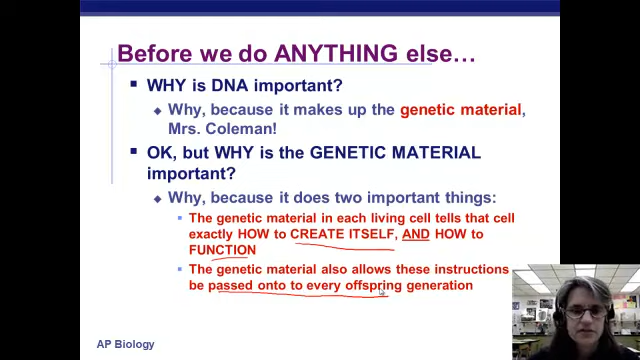 Before we do ANYTHING else…
WHY is DNA important?
Why, because it makes up the genetic material,
Mrs. Coleman!
OK, but WHY is the GENETIC MATERIAL
important?
Why, because it does two important things:
The genetic material in each living cell tells that cell
exactly HOW to CREATE ITSELF, AND HOW to
FUNCTION
The genetic material also allows these instructions
be passed onto to every offspring generation
AP Biology